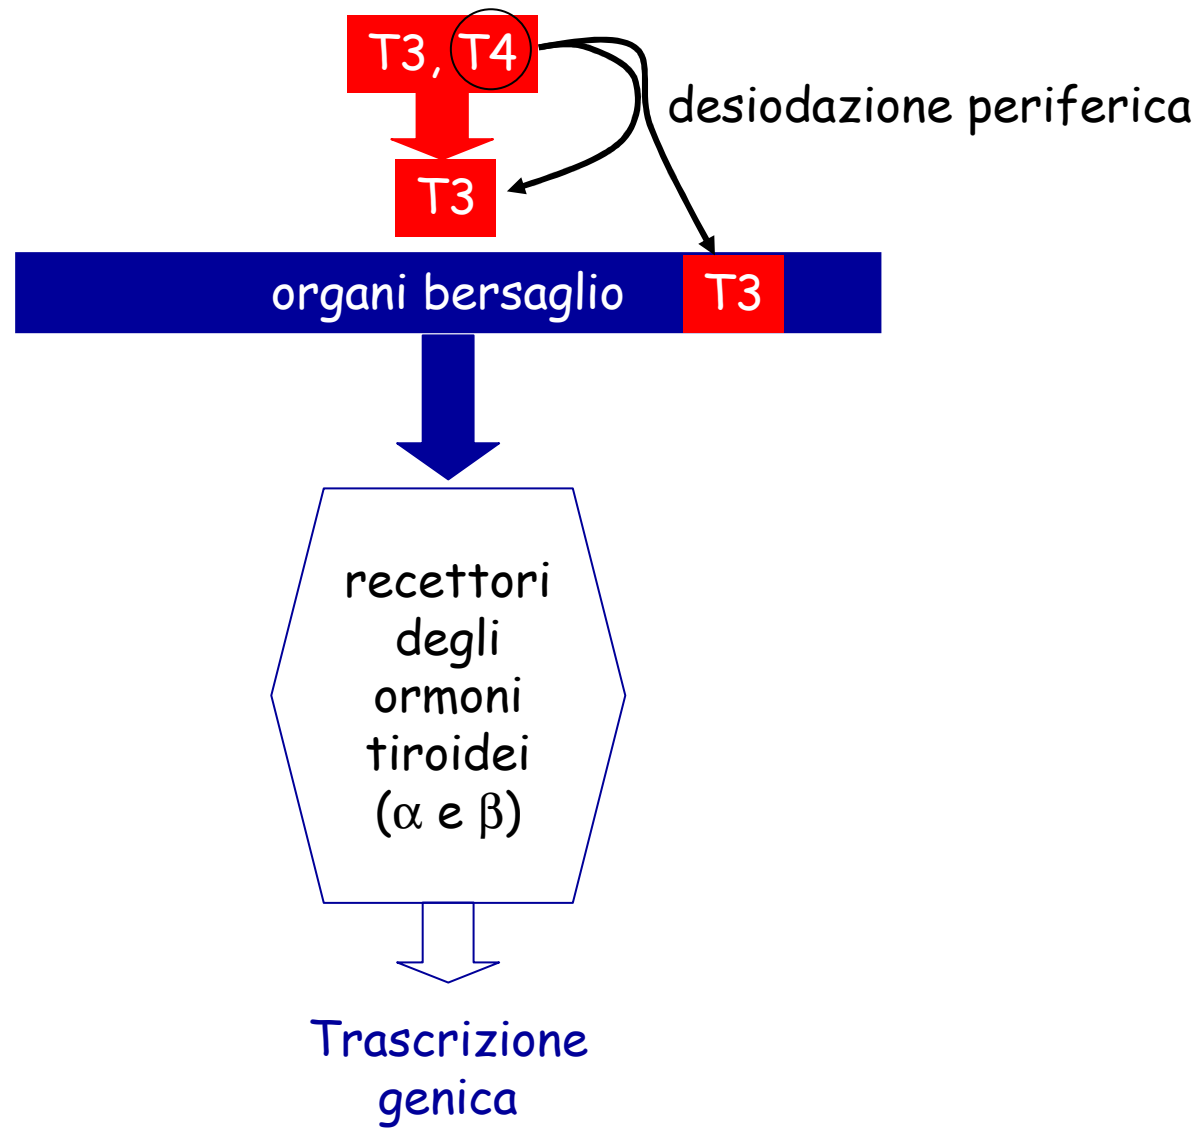 T3, T4
desiodazione periferica
T3
organi bersaglio
T3
recettori
degli
ormoni
tiroidei
(α e β)
Trascrizione
genica